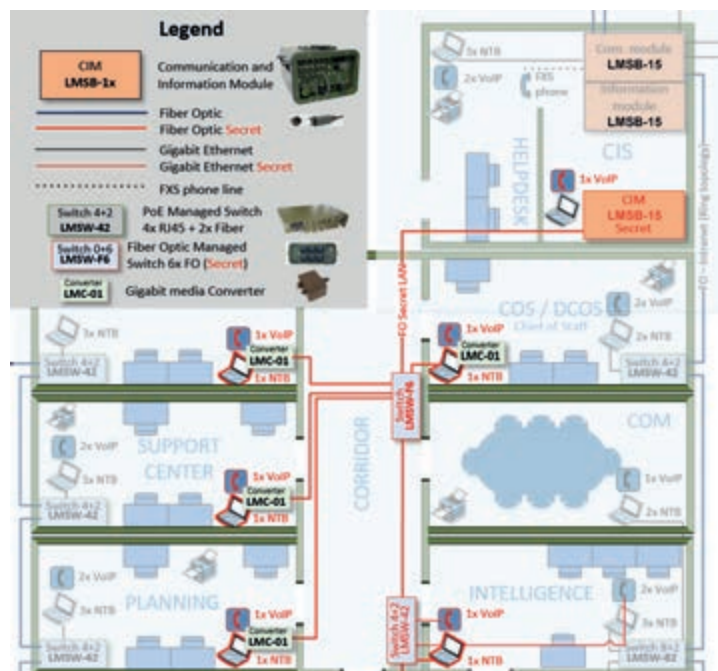 Legend
CIM
LMSB-1x
Communication and
Information Module
Fiber Optic
Fiber Optic Secret
Gigabit Ethernet
Gigabit Ethernet Secret
FXS phone line
Switch 4+2
LMSW-42
PoE Managed Switch
4x RJ45 + 2x Fiber
Switch 0+6
LMSW-F6
Fiber Optic Managed
Switch 6x FO (Secret)
Converter
LMC-01
Gigabit media Converter
2x VoIP
FXS
phone
Com. module
LMSB-15
Information
module
LMSB-15
CIS
HELPDESK
1x VoIP
CIM
LMSB-15
Secret
FO - Intranet (Ring topology)
FO Secret LAN
COS / DCOS
Chief of Staff
2x VoIP
2x NTB
Switch 4+2
LMSW-42
3x NTB
Switch 4+2
LMSW-42
1x VoIP
Converter
LMC-01
1x NTB
1x VoIP
Converter
LMC-01
1x NTB
Switch
LMSW-F6
CORRIDOR
SUPPORT
CENTER
2x VoIP
3x NTB
Switch 4+2
LMSW-42
1x VoIP
Converter
LMC-01
1x NTB
COM
1x VoIP
2x NTB
PLANNING
2x VoIP
3x NTB
Switch 4+2
LMSW-42
1x VoIP
Converter
LMC-01
1x NTB
INTELLIGENCE
Switch 4+2
LMSW-42
1x VoIP
1x NTB
2x VoIP
3x NTB
LMSW-42